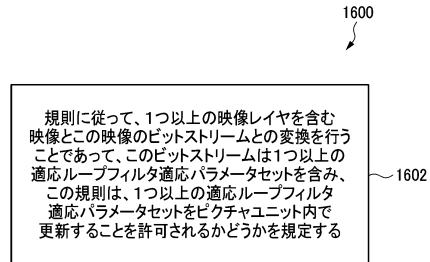 1600
規則に従って、1つ以上の映像レイヤを含む
映像とこの映像のビットストリームとの変換を行う
ことであって、このビットストリームは1つ以上の
適応ループフィルタ適応パラメータセットを含み、
この規則は、1つ以上の適応ループフィルタ
適応パラメータセットをピクチャユニット内で
更新することを許可されるかどうかを規定する
1602